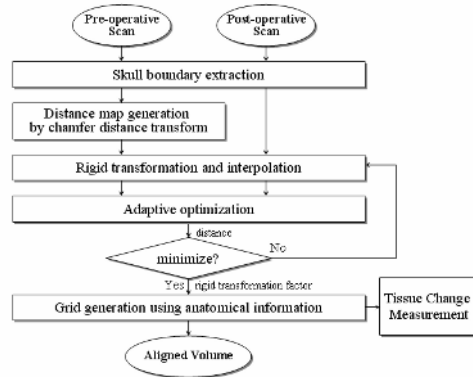 Pre-operative
Scan
Post-operative
Scan
Skull boundary extraction
Distance map generation
by chamfer distance transform
Rigid transformation and interpolation
Adaptive optimization
distance
minimize?
No
Yes
rigid transformation factor
Grid generation using anatomical information
Tissue Change
Measurement
Aligned Volume